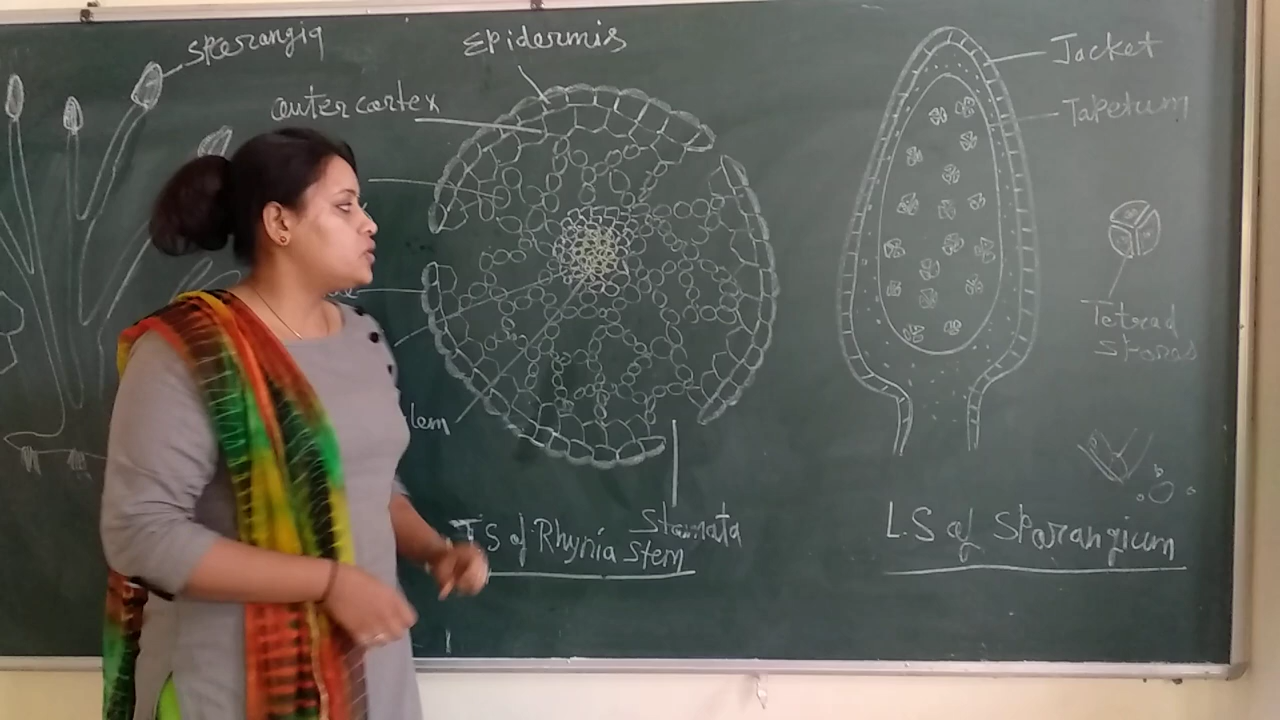 Sporangia
Epidermis
outer cortex
Jacket
Tapetum
Tetrad
spores
lem
Stomata
T.S of Rhynia stem
L.S of Sporangium